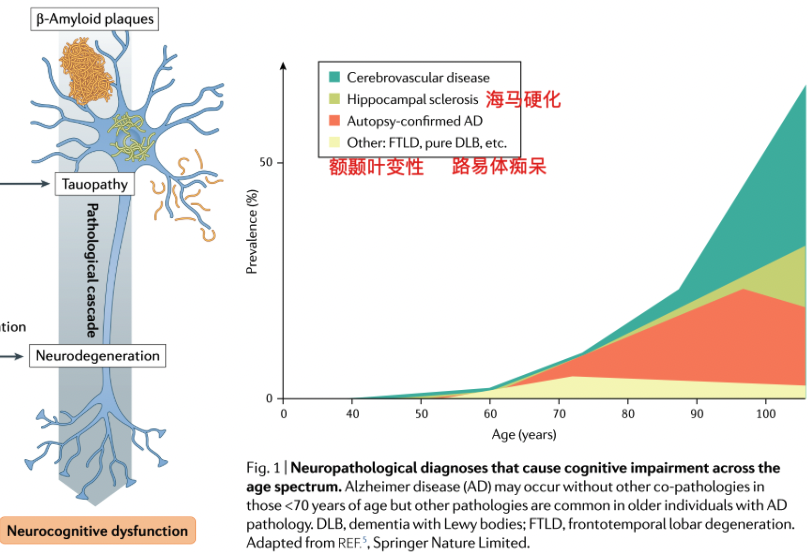 β-Amyloid plaques
Tauopathy
Pathological cascade
ation
Neurodegeneration
Neurocognitive dysfunction
Cerebrovascular disease
Hippocampal sclerosis 海马硬化
Autopsy-confirmed AD
Other: FTLD, pure DLB, etc.
额颞叶变性 路易体痴呆
Prevalence (%)
50
0
0 40 50 60 70 80 90 100
Age (years)
Fig. 1 | Neuropathological diagnoses that cause cognitive impairment across the
age spectrum. Alzheimer disease (AD) may occur without other co-pathologies in
those <70 years of age but other pathologies are common in older individuals with AD
pathology. DLB, dementia with Lewy bodies; FTLD, frontotemporal lobar degeneration.
Adapted from REF.⁵, Springer Nature Limited.